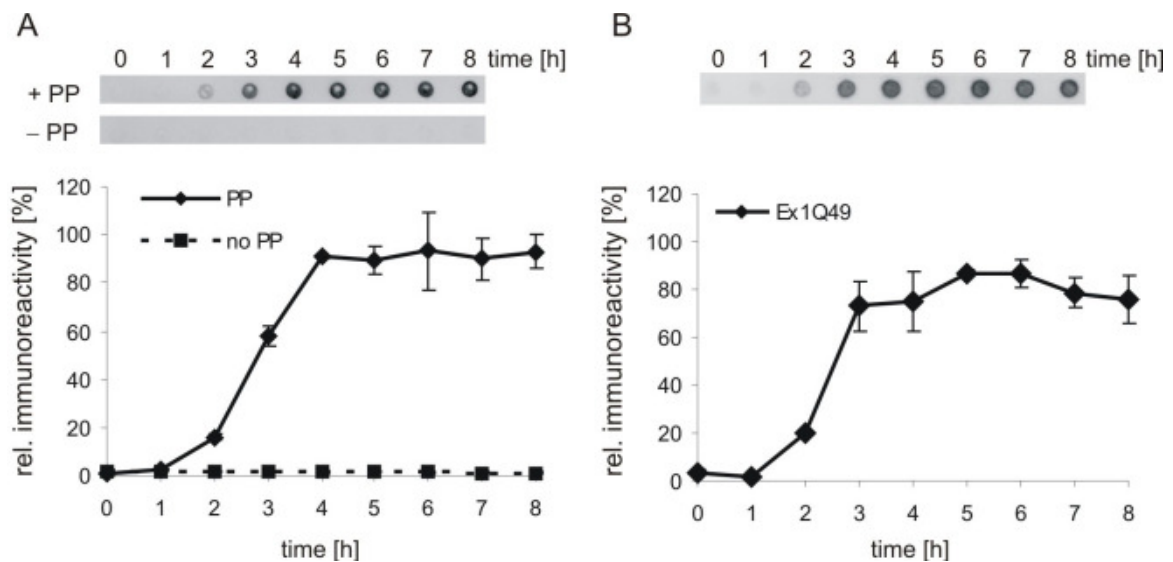 A
0 1 2 3 4 5 6 7 8 time [h]
+ PP
– PP
rel. immunoreactivity [%]
120
100
80
60
40
20
0
PP
no PP
0 1 2 3 4 5 6 7 8
time [h]
B
0 1 2 3 4 5 6 7 8 time [h]
rel. immunoreactivity [%]
120
100
80
60
40
20
0
Ex1Q49
0 1 2 3 4 5 6 7 8
time [h]